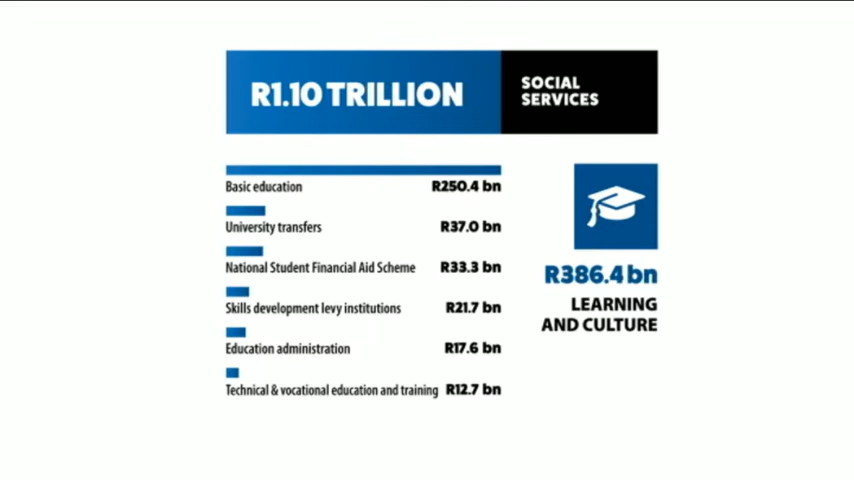 R1.10 TRILLION
SOCIAL
SERVICES
Basic education R250.4 bn
University transfers R37.0 bn
National Student Financial Aid Scheme R33.3 bn
Skills development levy institutions R21.7 bn
Education administration R17.6 bn
Technical & vocational education and training R12.7 bn
R386.4 bn
LEARNING
AND CULTURE